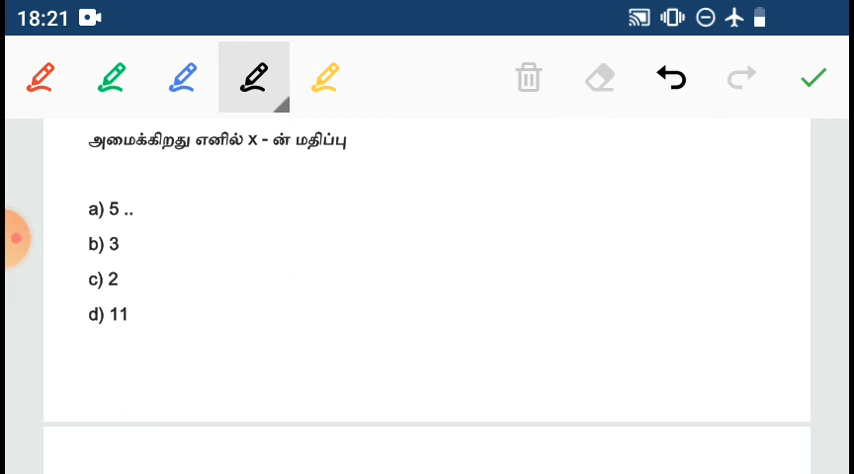 18:21
அமைக்கிறது எனில் x - ன் மதிப்பு
a) 5 ..
b) 3
c) 2
d) 11